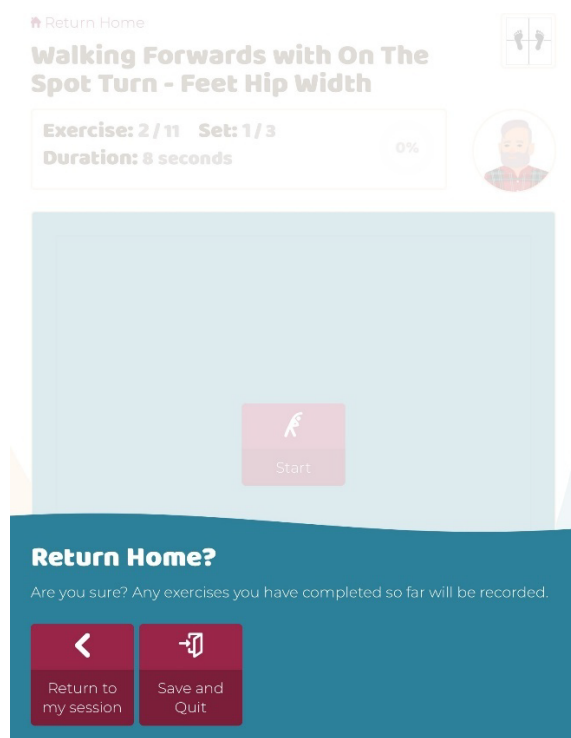 Return Home
Walking Forwards with On The
Spot Turn - Feet Hip Width
Exercise: 2 / 11 Set: 1 / 3
Duration: 8 seconds
0%
Start
Return Home?
Are you sure? Any exercises you have completed so far will be recorded.
Return to
my session
Save and
Quit